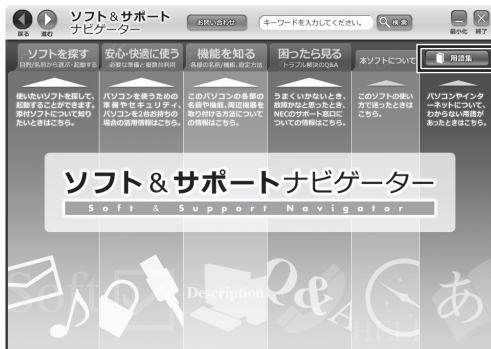 戻る 進む
ソフト&サポート
ナビゲーター
お問い合わせ
キーワードを入力してください。
検索
最小化 終了
ソフトを探す
目的/名前から選ぶ・起動する
安心・快適に使う
必要な準備と複数台利用
機能を知る
各部の名前/機能、設定方法
困ったら見る
トラブル解決のQ&A
本ソフトについて
用語集
使いたいソフトを探して、
起動することができます。
添付ソフトについて知り
たいときはこちら。
パソコンを使うための
準備やセキュリティ、
パソコンを2台お持ちの
場合の活用情報はこちら。
このパソコンの各部の
名前や機能、周辺機器を
取り付ける方法について
の情報はこちら。
うまくいかないとき、
故障かなと思ったとき、
NECのサポート窓口に
ついての情報はこちら。
このソフトの使い
方で迷ったときは
こちら。
パソコンやインタ
ーネットについて、
わからない用語が
あったときはこちら。
ソフト&サポートナビゲーター
Soft & Support Navigator
Soft
Description
Q&A
HELP
あ